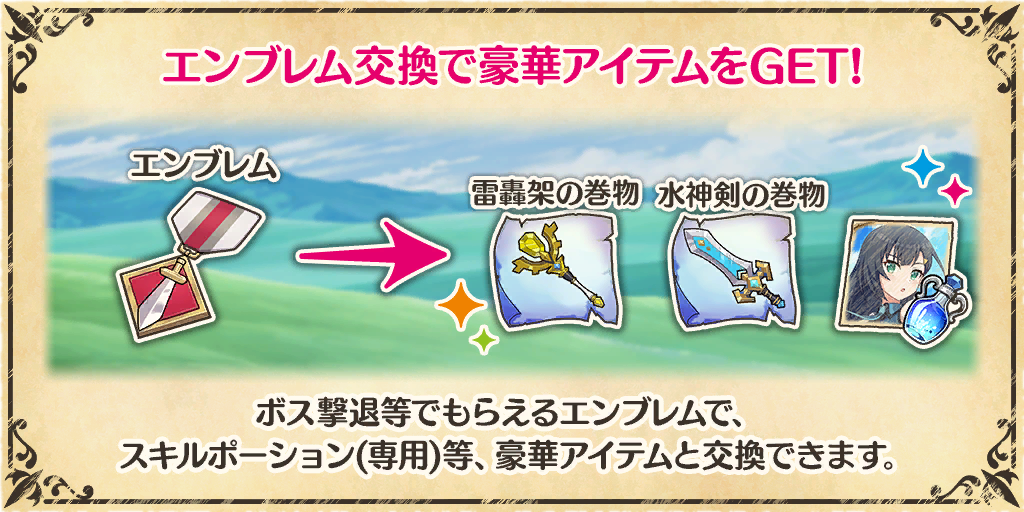 エンブレム交換で豪華アイテムをGET!
エンブレム
雷轟架の巻物
水神剣の巻物
ボス撃退等でもらえるエンブレムで、
スキルポーション(専用)等、豪華アイテムと交換できます。